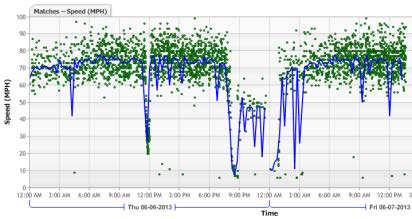 Matches – Speed (MPH)
100
90
80
70
60
50
40
30
20
10
0
Speed (MPH)
12:00 AM 3:00 AM 6:00 AM 9:00 AM 12:00 PM 3:00 PM 6:00 PM 9:00 PM 12:00 AM 3:00 AM 6:00 AM 9:00 AM 12:00 PM 3
Thu 06-06-2013 Fri 06-07-2013
Time